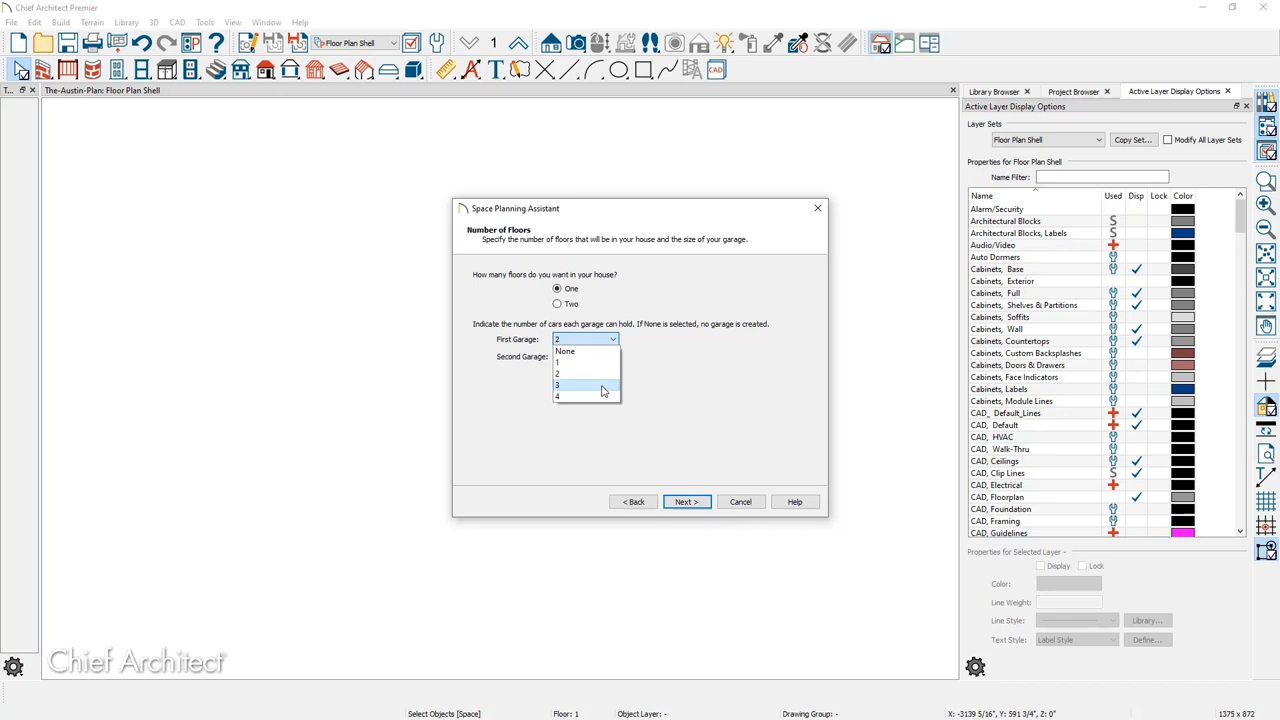 Chief Architect Premier
File Edit Build Terrain Library 3D CAD Tools View Window Help
Floor Plan Shell
1
CAD
T...
The-Austin-Plan: Floor Plan Shell
Library Browser
Project Browser
Active Layer Display Options
Active Layer Display Options
Layer Sets
Floor Plan Shell
Copy Set...
Modify All Layer Sets
Properties for Floor Plan Shell
Name Filter:
Name Used Disp Lock Color
Alarm/Security
Architectural Blocks S
Architectural Blocks, Labels S
Audio/Video
Auto Dormers
Cabinets, Base
Cabinets, Exterior
Cabinets, Full
Cabinets, Shelves & Partitions
Cabinets, Soffits
Cabinets, Wall
Cabinets, Countertops
Cabinets, Custom Backsplashes
Cabinets, Doors & Drawers
Cabinets, Face Indicators
Cabinets, Labels
Cabinets, Module Lines
CAD_ Default_Lines
CAD, Default
CAD, HVAC
CAD, Walk-Thru
CAD, Ceilings
CAD, Clip Lines S
CAD, Electrical
CAD, Floorplan
CAD, Foundation
CAD, Framing
CAD, Guidelines
Properties for Selected Layer -
Display Lock
Color:
Line Weight:
Line Style: Library...
Text Style: Label Style Define...
Space Planning Assistant
Number of Floors
Specify the number of floors that will be in your house and the size of your garage.
How many floors do you want in your house?
One
Two
Indicate the number of cars each garage can hold. If None is selected, no garage is created.
First Garage: 2
Second Garage:
None
1
2
3
4
< Back
Next >
Cancel
Help
Chief Architect
Select Objects [Space]
Floor: 1
Object Layer: -
Drawing Group: -
X: -3139 5/16", Y: 591 3/4", Z: 0"
1375 x 872